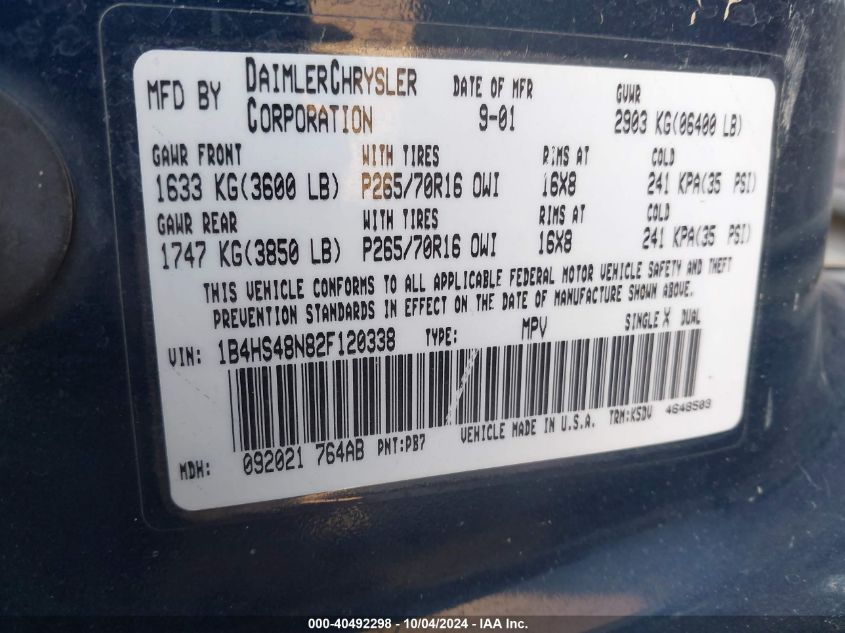 MFD BY DAIMLERCHRYSLER CORPORATION DATE OF MFR 9-01 GVWR 2903 KG(06400 LB)
GAWR FRONT WITH TIRES RIMS AT COLD
1633 KG(3600 LB) P265/70R16 OWI 16X8 241 KPA(35 PSI)
GAWR REAR WITH TIRES RIMS AT COLD
1747 KG(3850 LB) P265/70R16 OWI 16X8 241 KPA(35 PSI)
THIS VEHICLE CONFORMS TO ALL APPLICABLE FEDERAL MOTOR VEHICLE SAFETY AND THEFT
PREVENTION STANDARDS IN EFFECT ON THE DATE OF MANUFACTURE SHOWN ABOVE.
VIN: 1B4HS48N82F120338 TYPE: MPV SINGLE X DUAL
MDH: 092021 764AB PNT:PB7 VEHICLE MADE IN U.S.A. TRM:K5DV 4648503
000-40492298 - 10/04/2024 - IAA Inc.